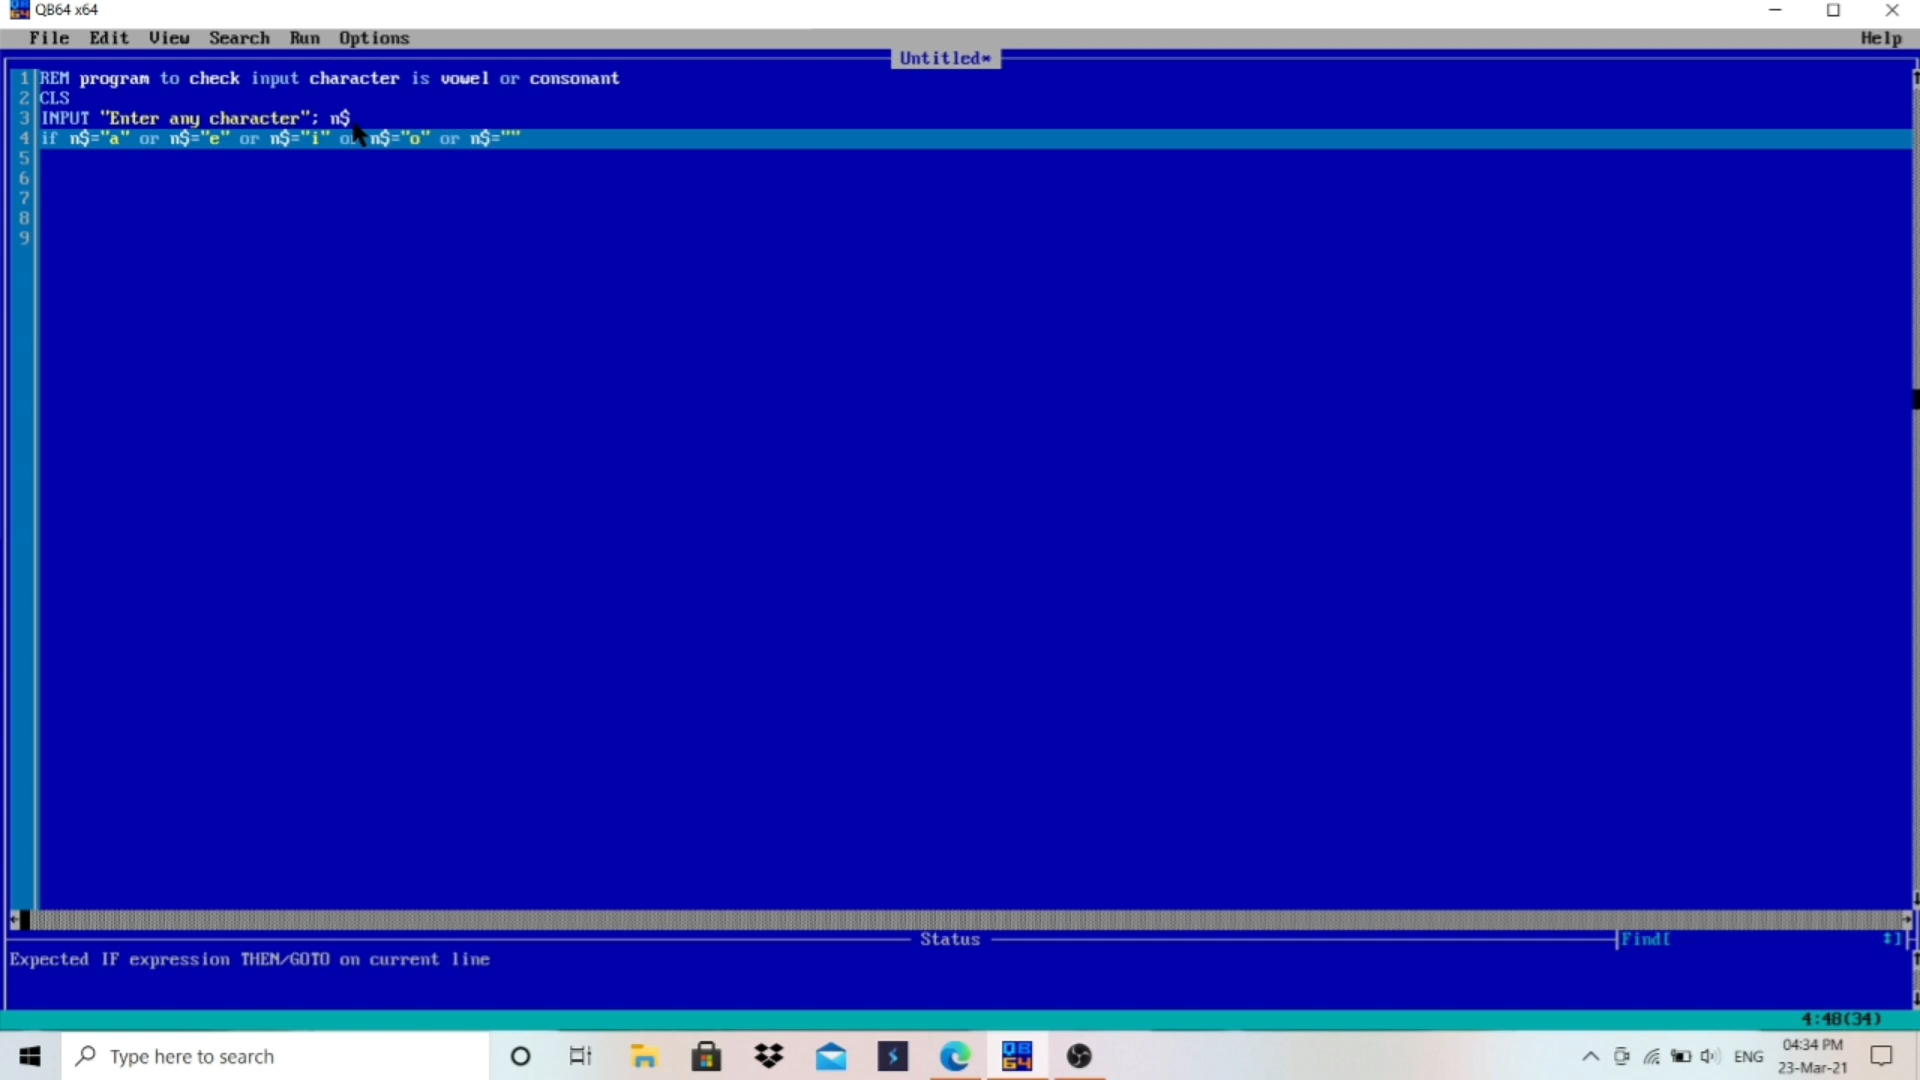 QB64 x64
File Edit View Search Run Options Help
Untitled*
1 REM program to check input character is vowel or consonant
2 CLS
3 INPUT "Enter any character"; n$
4 if n$="a" or n$="e" or n$="i" or n$="o" or n$=""
5
6
7
8
9
Status
Find[
Expected IF expression THEN/GOTO on current line
4:48(34)
Type here to search
ENG
04:34 PM
23-Mar-21